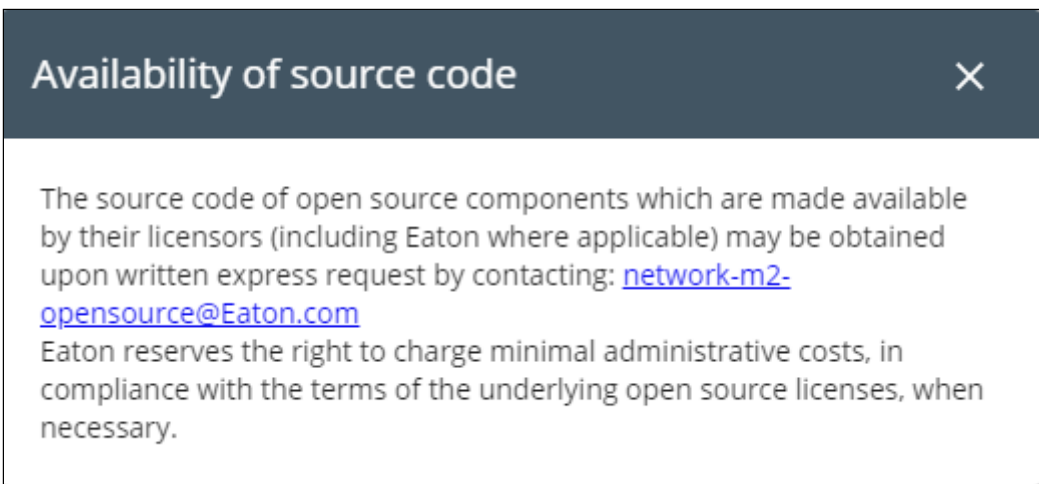 Availability of source code
The source code of open source components which are made available
by their licensors (including Eaton where applicable) may be obtained
upon written express request by contacting: network-m2-
opensource@Eaton.com
Eaton reserves the right to charge minimal administrative costs, in
compliance with the terms of the underlying open source licenses, when
necessary.